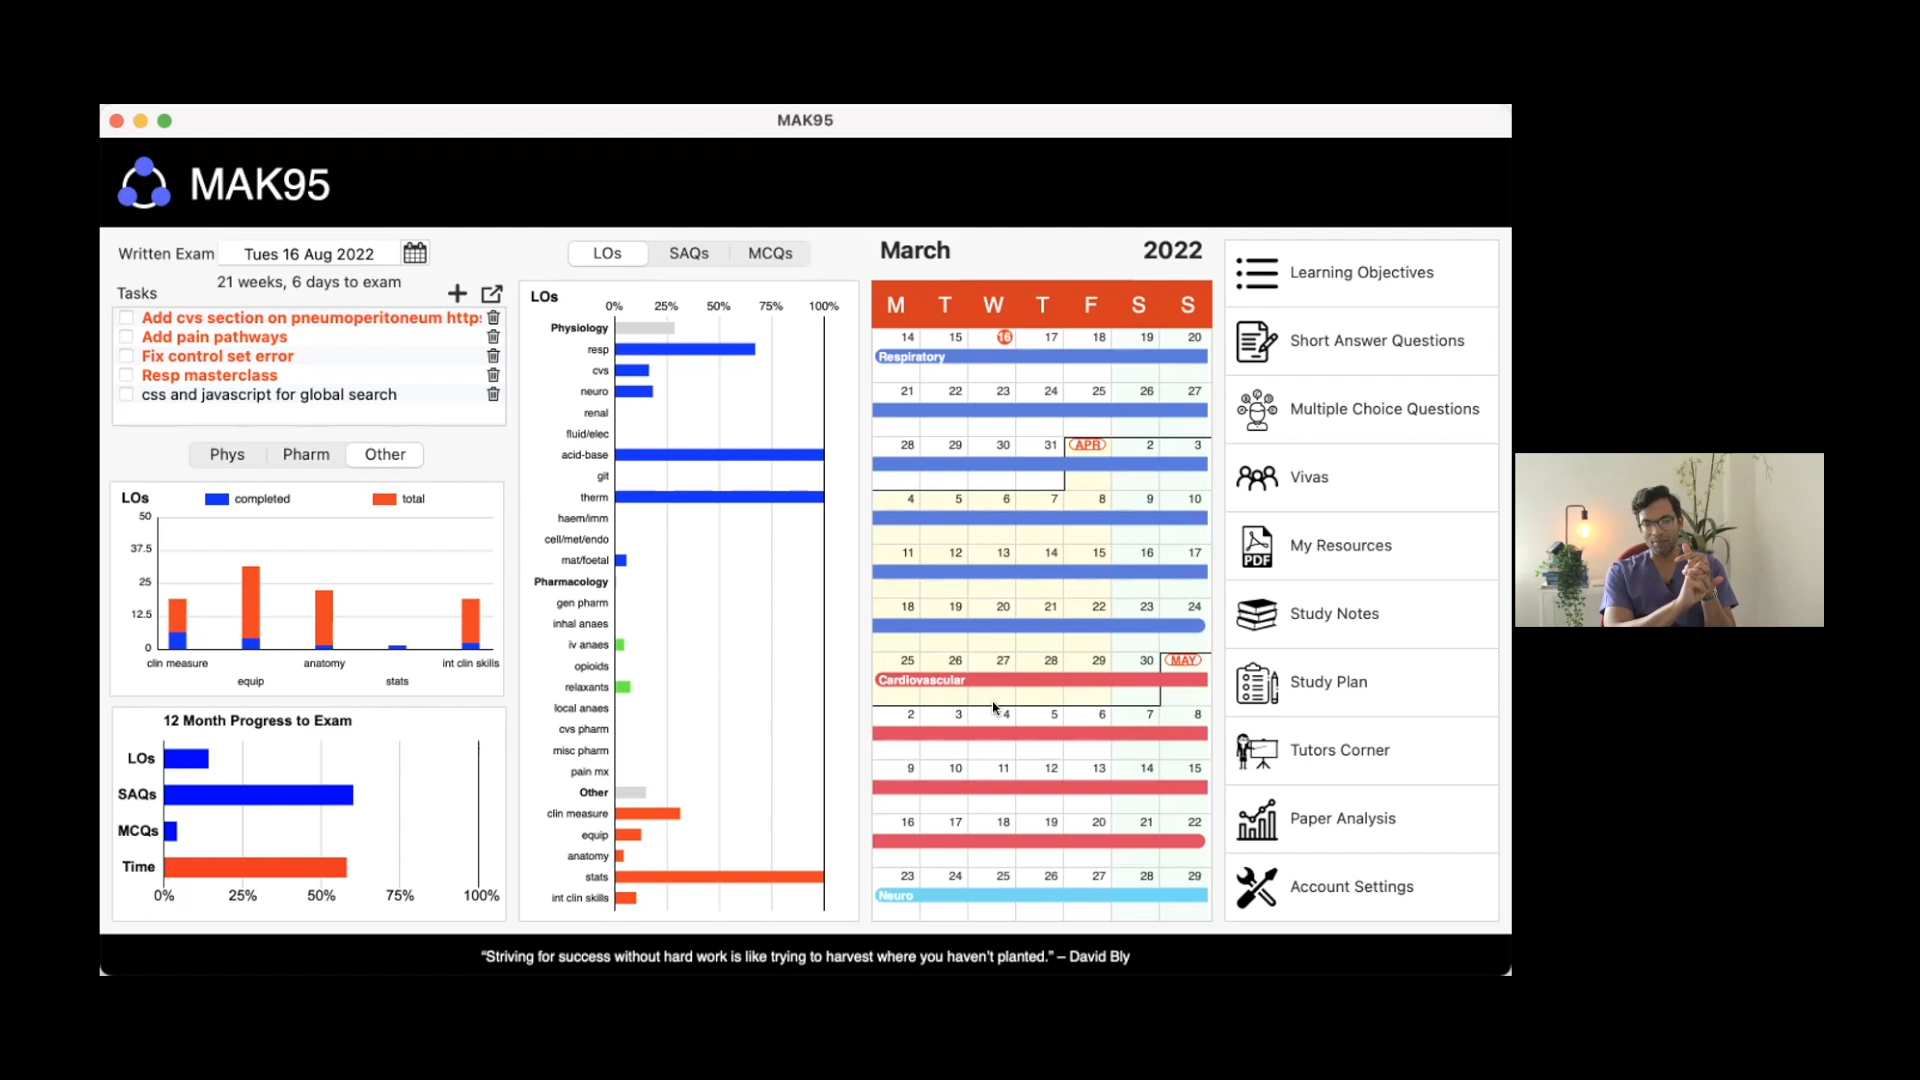 MAK95
MAK95
Written Exam Tues 16 Aug 2022
21 weeks, 6 days to exam
Tasks
Add cvs section on pneumoperitoneum http
Add pain pathways
Fix control set error
Resp masterclass
css and javascript for global search
Phys Pharm Other
LOs completed total
50
37.5
25
12.5
0
clin measure anatomy int clin skills
equip stats
12 Month Progress to Exam
LOs
SAQs
MCQs
Time
0% 25% 50% 75% 100%
LOs SAQs MCQs
LOs
0% 25% 50% 75% 100%
Physiology
resp
cvs
neuro
renal
fluid/elec
acid-base
git
therm
haem/imm
cell/met/endo
mat/foetal
Pharmacology
gen pharm
inhal anaes
iv anaes
opioids
relaxants
local anaes
cvs pharm
misc pharm
pain mx
Other
clin measure
equip
anatomy
stats
int clin skills
March 2022
M T W T F S S
14 15 16 17 18 19 20
Respiratory
21 22 23 24 25 26 27
28 29 30 31 APR 2 3
4 5 6 7 8 9 10
11 12 13 14 15 16 17
18 19 20 21 22 23 24
25 26 27 28 29 30 MAY
Cardiovascular
2 3 4 5 6 7 8
9 10 11 12 13 14 15
16 17 18 19 20 21 22
23 24 25 26 27 28 29
Neuro
Learning Objectives
Short Answer Questions
Multiple Choice Questions
Vivas
PDF
My Resources
Study Notes
Study Plan
Tutors Corner
Paper Analysis
Account Settings
“Striving for success without hard work is like trying to harvest where you haven’t planted.” – David Bly